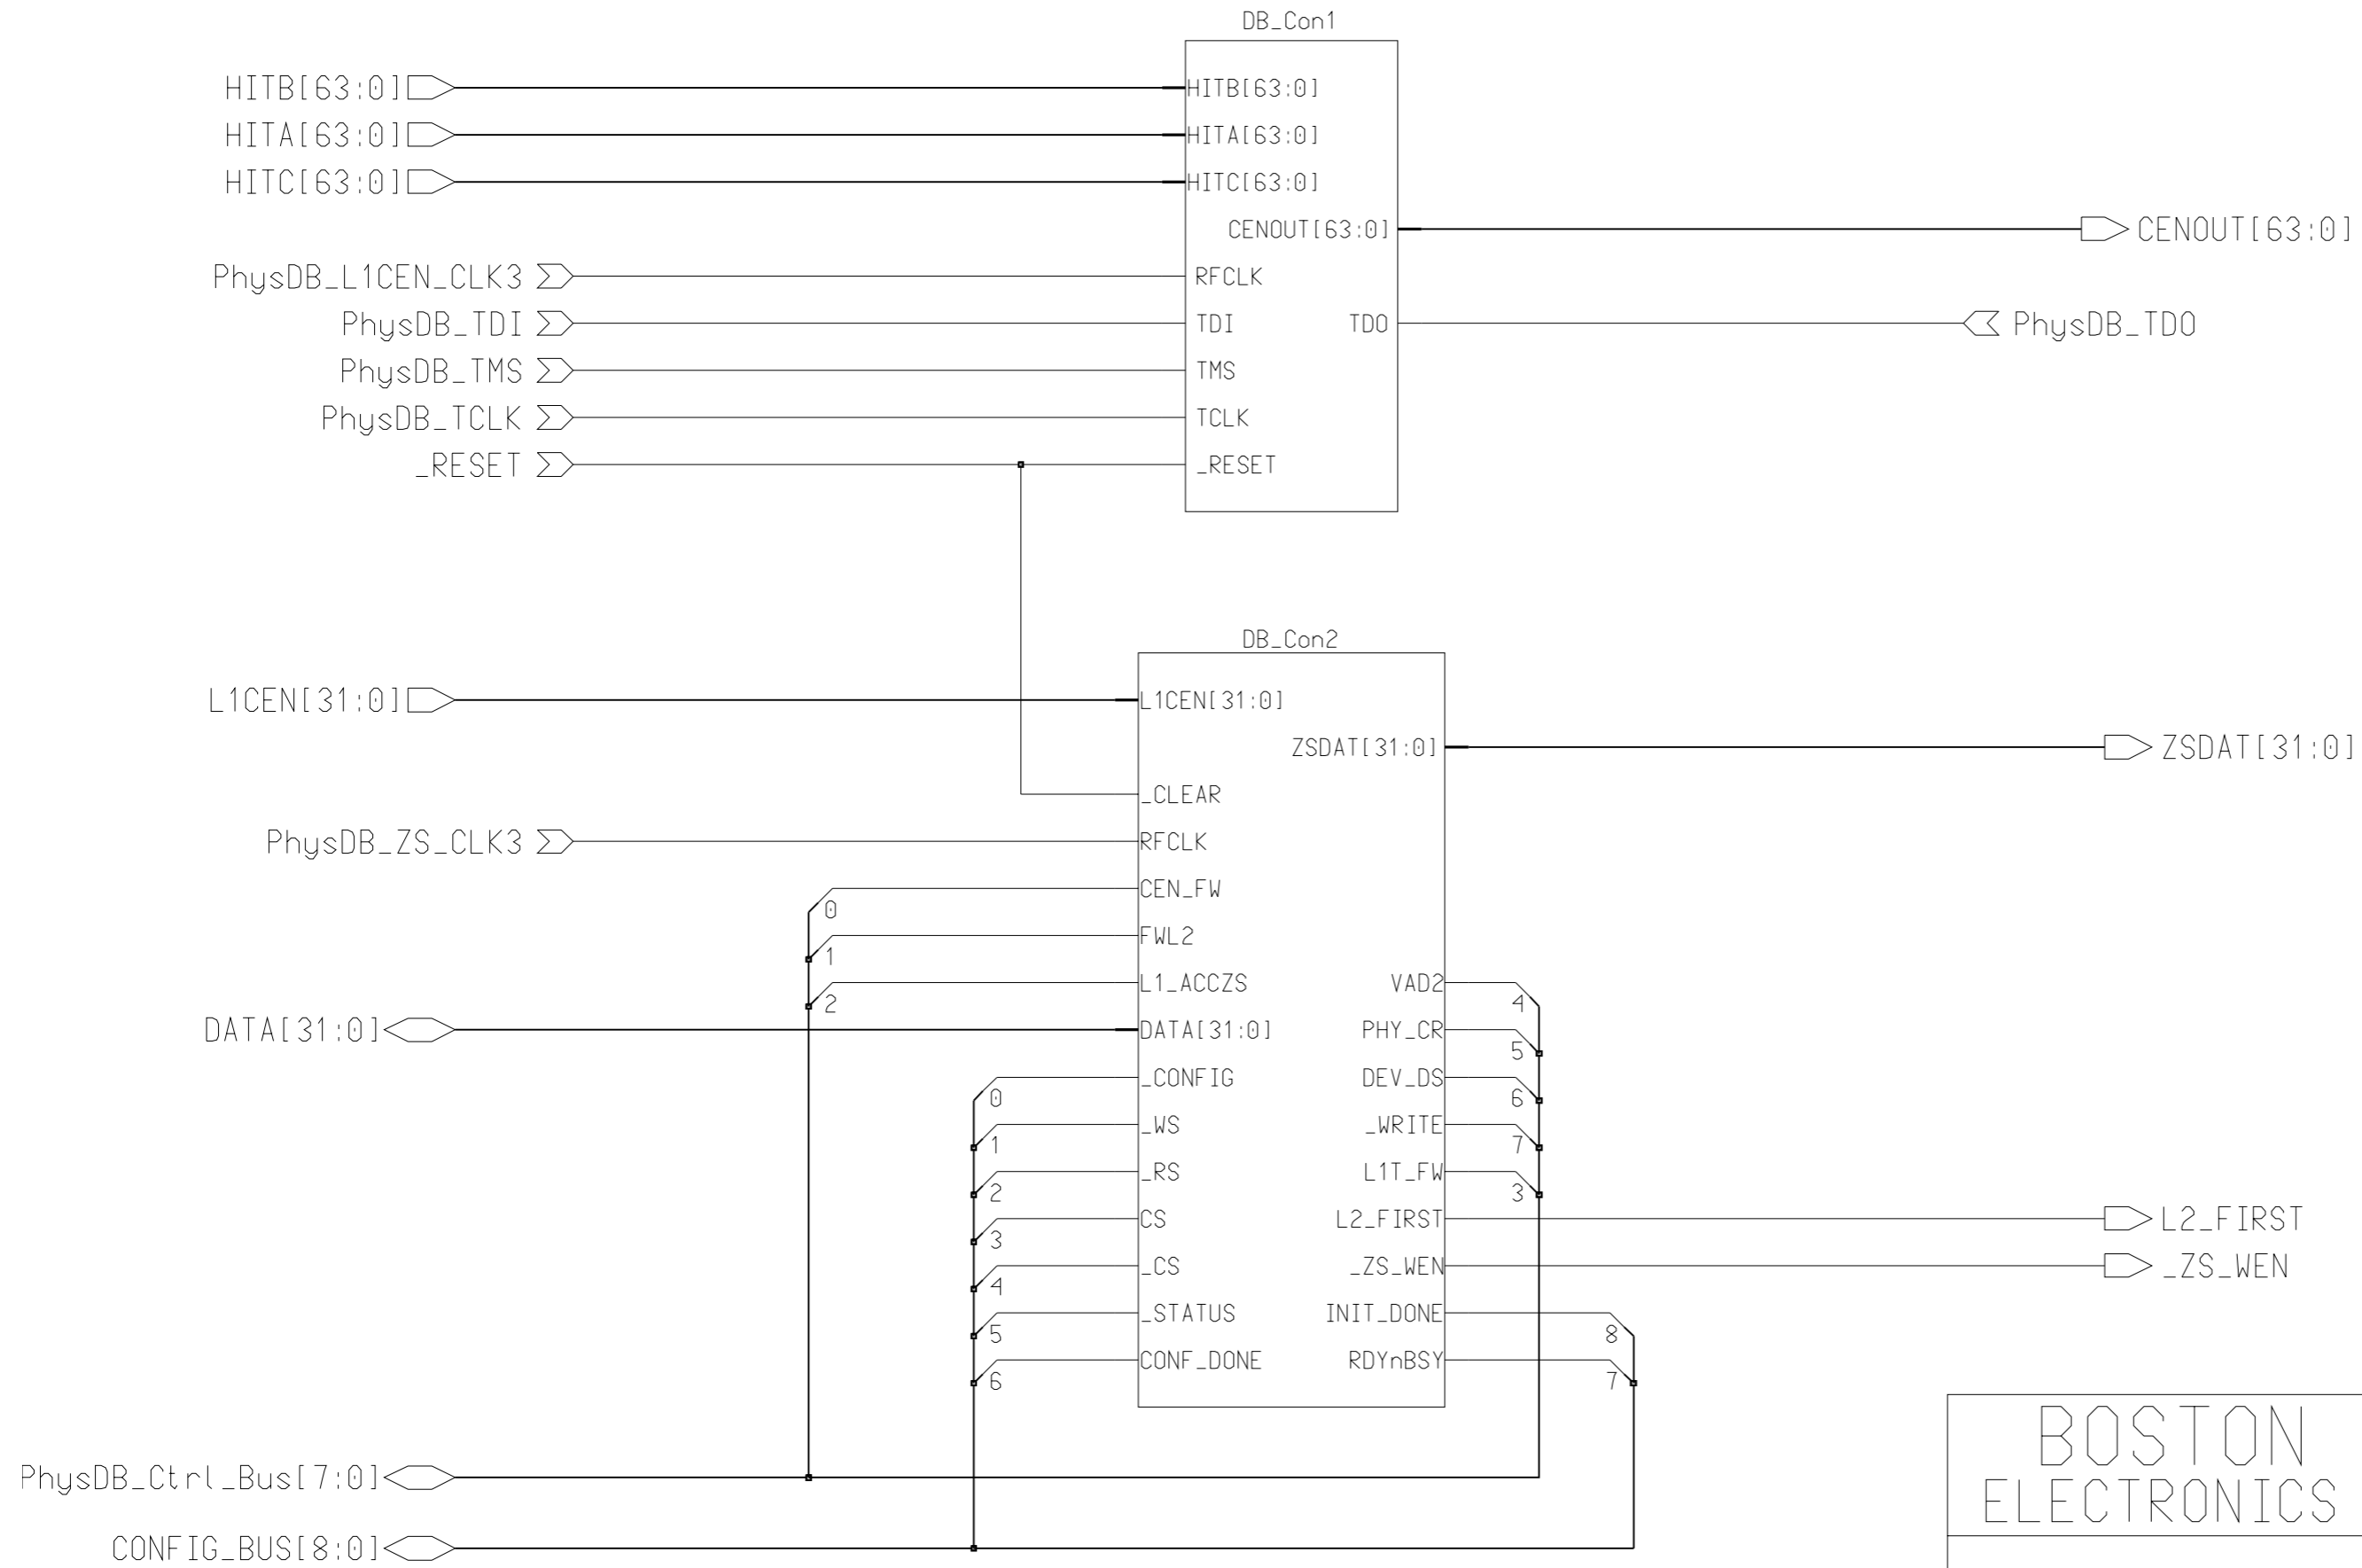 DB_Con1
HITB[63:0] HITB[63:0]
HITA[63:0] HITA[63:0]
HITC[63:0] HITC[63:0]
CENOUT[63:0] CENOUT[63:0]
PhysDB_L1CEN_CLK3 RFCLK
PhysDB_TDI TDI TDO PhysDB_TDO
PhysDB_TMS TMS
PhysDB_TCLK TCLK
_RESET _RESET
DB_Con2
L1CEN[31:0] L1CEN[31:0]
ZSDAT[31:0] ZSDAT[31:0]
_CLEAR
PhysDB_ZS_CLK3 RFCLK
CEN_FW
0
FWL2
1
L1_ACCZS VAD2
2 4
DATA[31:0] DATA[31:0] PHY_CR
5
_CONFIG DEV_DS
0 6
_WS _WRITE
1 7
_RS L1T_FW
2 3
CS L2_FIRST L2_FIRST
3
_CS _ZS_WEN _ZS_WEN
4
_STATUS INIT_DONE
5 8
CONF_DONE RDYnBSY
6 7
BOSTON
ELECTRONICS
PhysDB_Ctrl_Bus[7:0]
CONFIG_BUS[8:0]